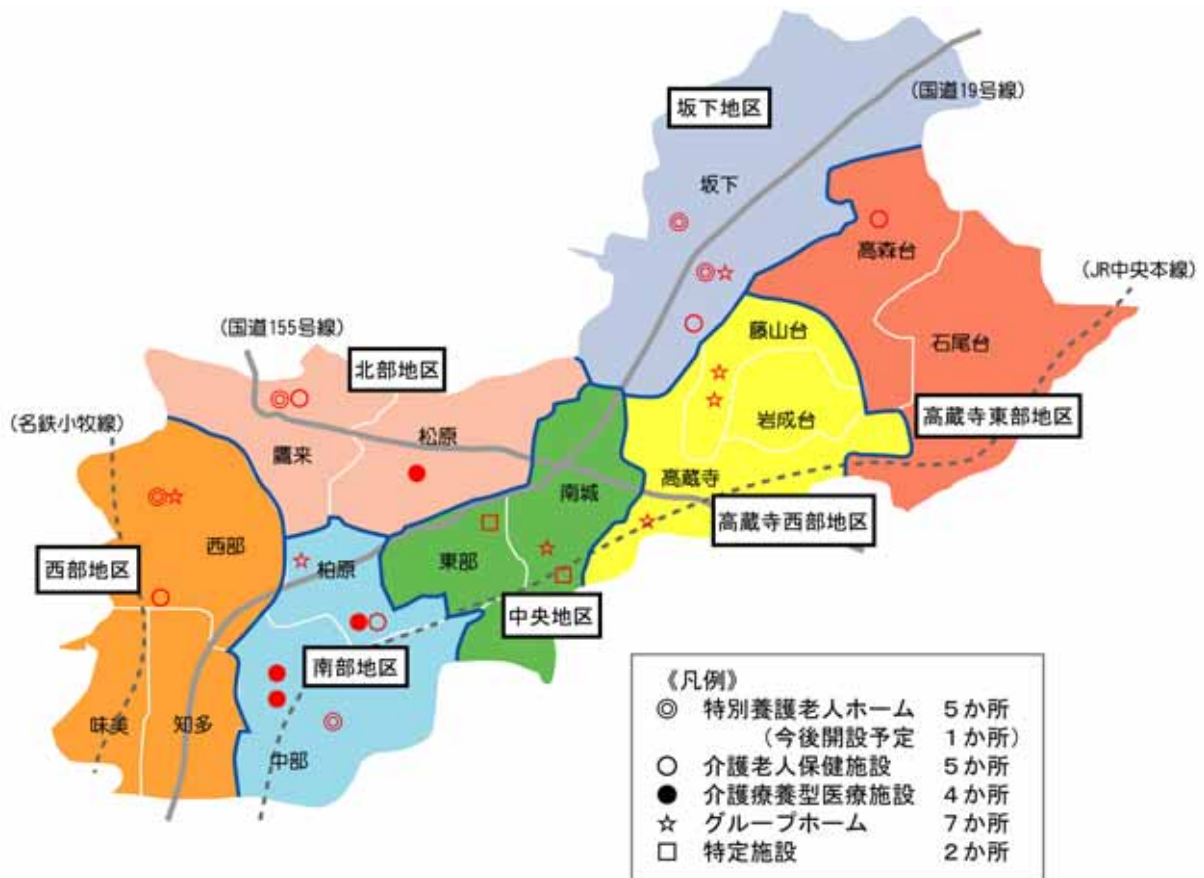 (国道19号線)
坂下地区
坂下
高森台
(JR中央本線)
藤山台
石尾台
(国道155号線)
北部地区
岩成台
高蔵寺東部地区
(名鉄小牧線)
松原
鷹来
南城
高蔵寺
高蔵寺西部地区
西部
東部
柏原
西部地区
中央地区
南部地区
味美
知多
中部
《凡例》
◎ 特別養護老人ホーム 5か所
(今後開設予定 1か所)
○ 介護老人保健施設 5か所
● 介護療養型医療施設 4か所
☆ グループホーム 7か所
□ 特定施設 2か所